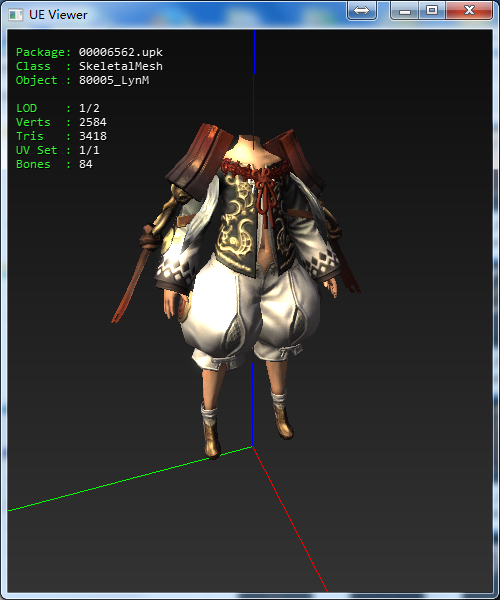 UE Viewer
Package: 00006562.upk
Class : SkeletalMesh
Object : 80005_LynM
LOD : 1/2
Verts : 2584
Tris : 3418
UV Set : 1/1
Bones : 84